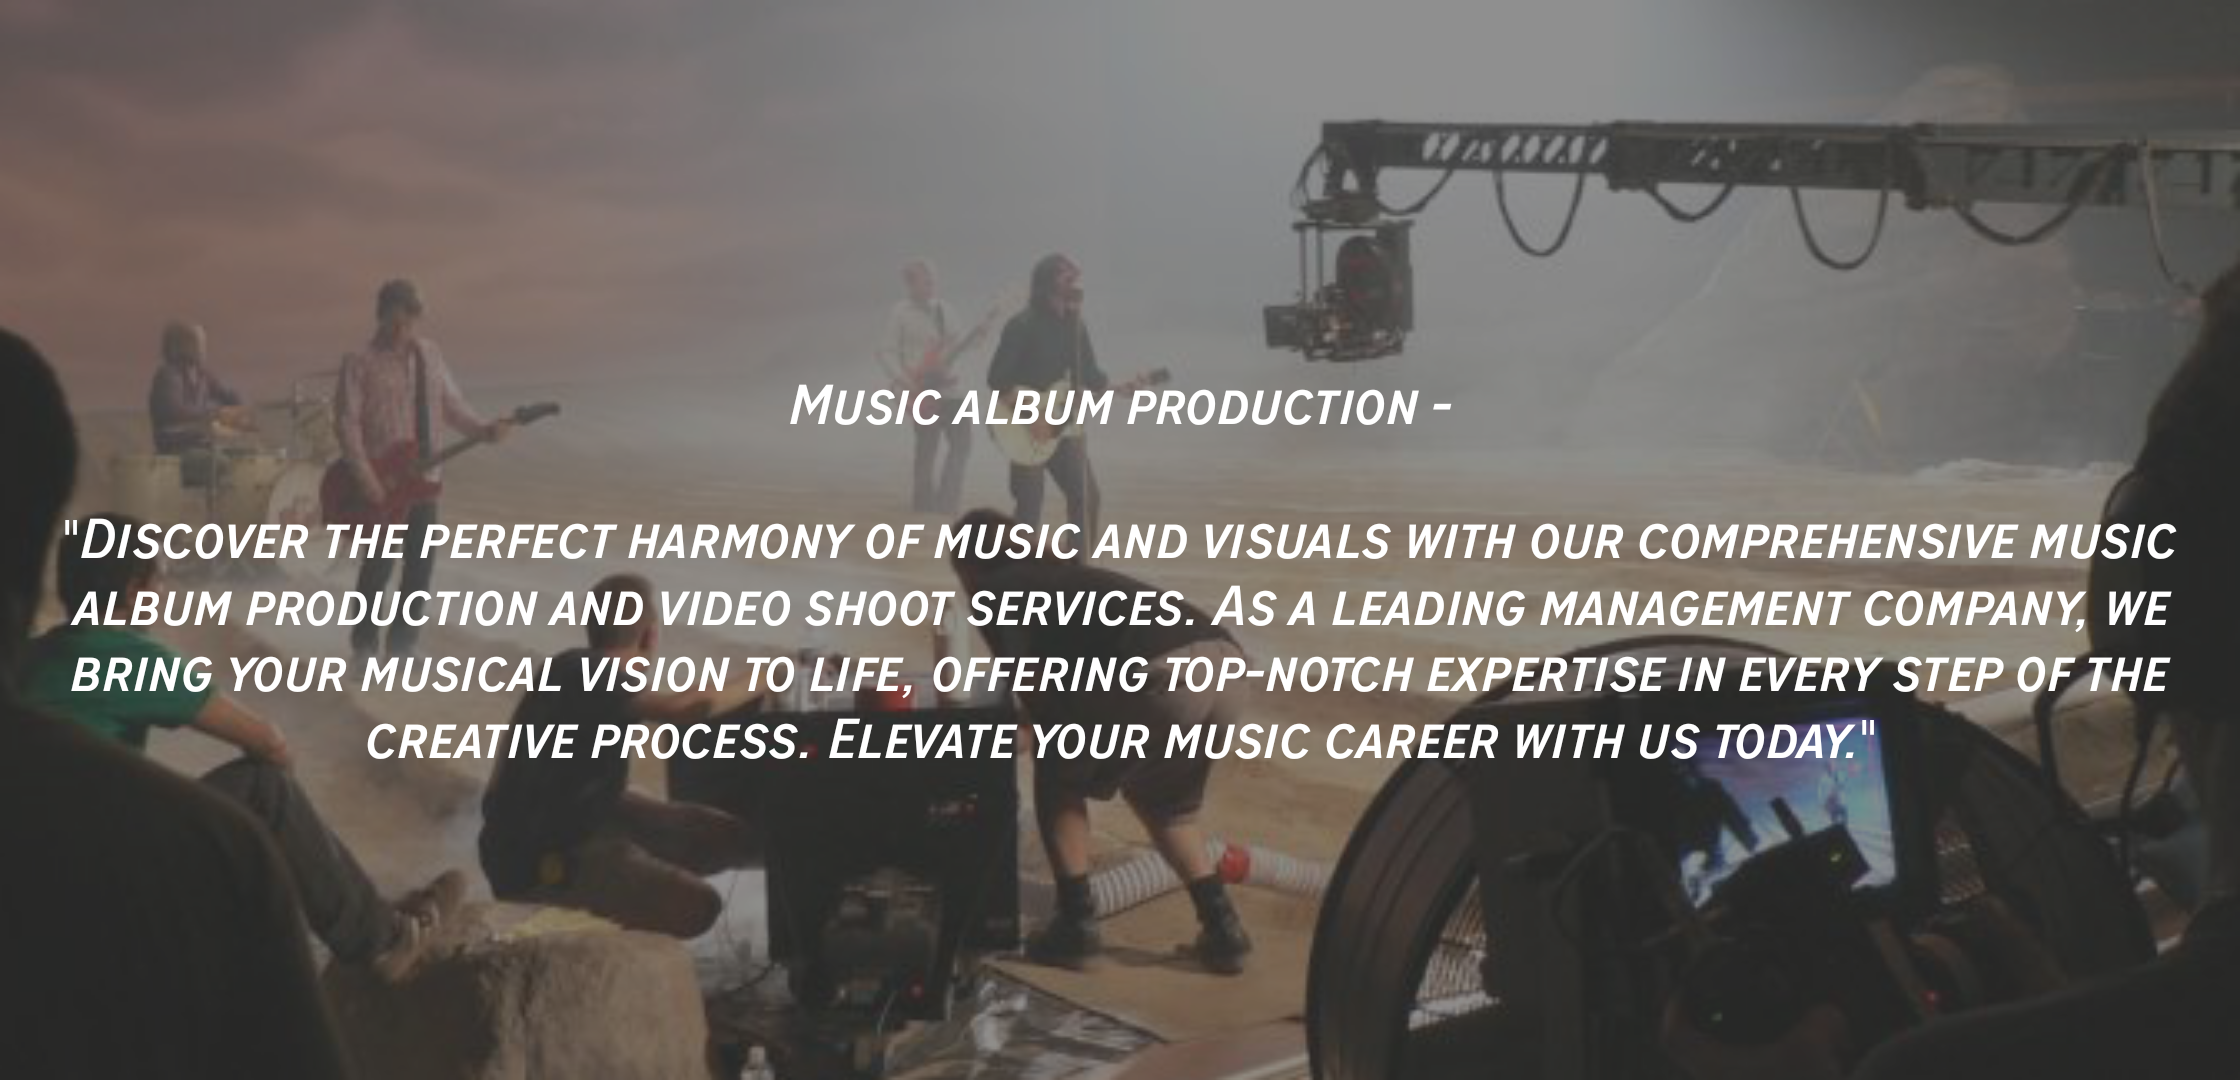 Music album production -
"Discover the perfect harmony of music and visuals with our comprehensive music
album production and video shoot services. As a leading management company, we
bring your musical vision to life, offering top-notch expertise in every step of the
creative process. Elevate your music career with us today."